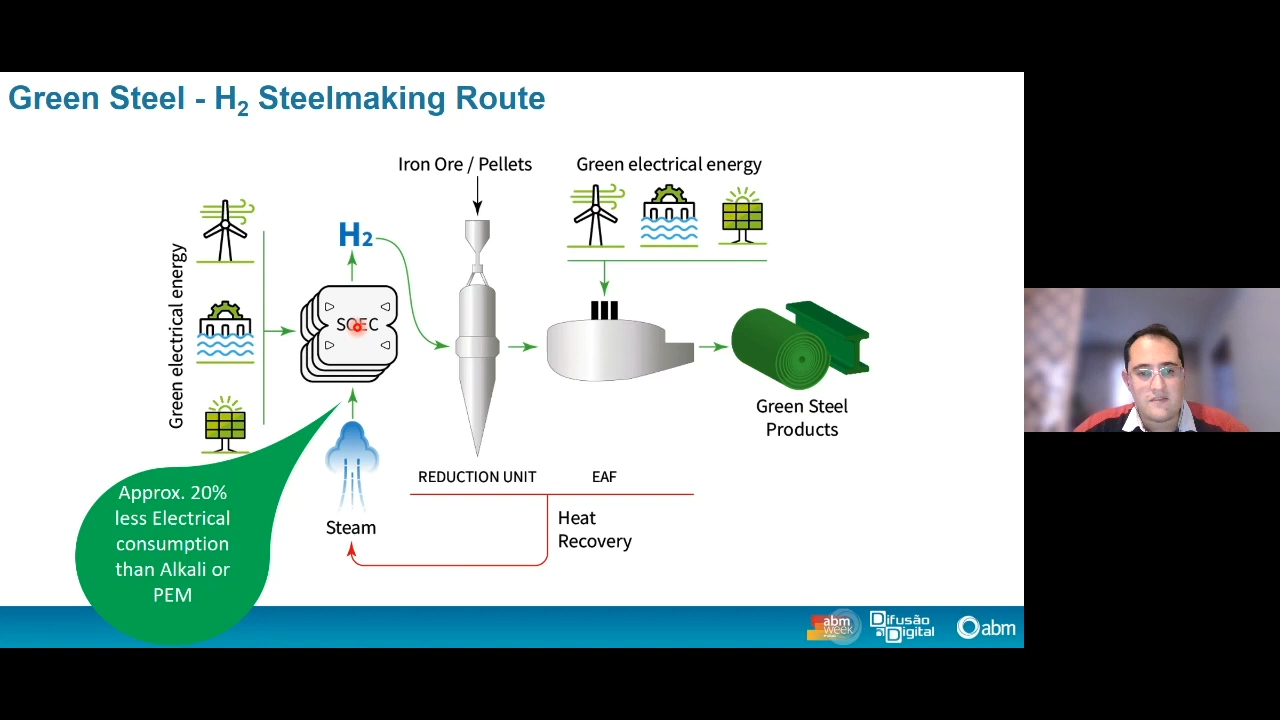 Green Steel - H2 Steelmaking Route
Iron Ore / Pellets
Green electrical energy
Green electrical energy
H2
SOEC
Green Steel
Products
REDUCTION UNIT
EAF
Steam
Heat
Recovery
Approx. 20%
less Electrical
consumption
than Alkali or
PEM
abm
week
Difusão
Digital
abm